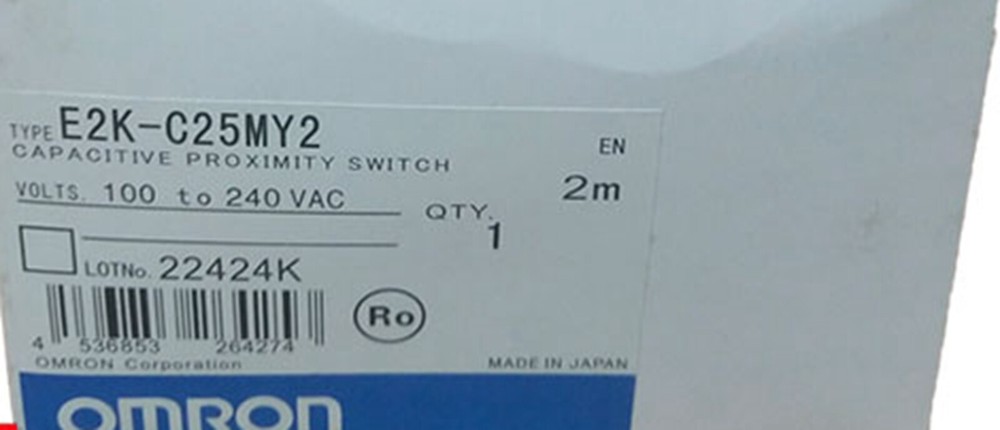 TYPE E2K-C25MY2
EN
CAPACITIVE PROXIMITY SWITCH
2m
VOLTS. 100 to 240 VAC
QTY.
1
LOTNo. 22424K
Ro
4 536853 264274
OMRON Corporation
MADE IN JAPAN
OMRON